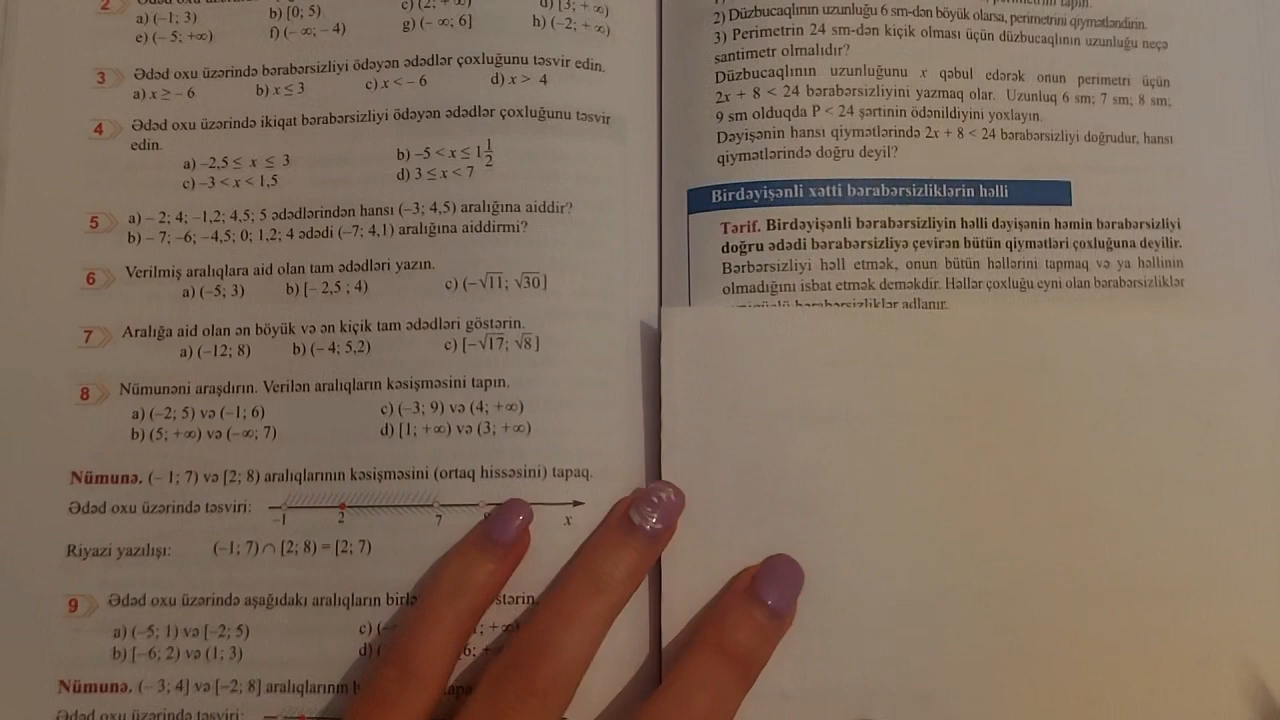 2
a) (−1; 3)
b) [0; 5)
d) [3; +∞)
e) (− 5; +∞)
f) (− ∞; − 4)
g) (− ∞; 6]
h) (−2; +∞)
3 Ədəd oxu üzərində bərabərsizliyi ödəyən ədədlər çoxluğunu təsvir edin.
a) x ≥ − 6 b) x ≤ 3 c) x < − 6 d) x > 4
4 Ədəd oxu üzərində ikiqat bərabərsizliyi ödəyən ədədlər çoxluğunu təsvir
edin.
a) −2,5 ≤ x ≤ 3 b) −5 < x ≤ 1 1/2
c) −3 < x < 1,5 d) 3 ≤ x < 7
5 a) − 2; 4; −1,2; 4,5; 5 ədədlərindən hansı (−3; 4,5) aralığına aiddir?
b) − 7; −6; −4,5; 0; 1,2; 4 ədədi (−7; 4,1) aralığına aiddirmi?
6 Verilmiş aralıqlara aid olan tam ədədləri yazın.
a) (−5; 3) b) [− 2,5 ; 4) c) (−√11; √30]
7 Aralığa aid olan ən böyük və ən kiçik tam ədədləri göstərin.
a) (−12; 8) b) (− 4; 5,2) c) [−√17; √8]
8 Nümunəni araşdırın. Verilən aralıqların kəsişməsini tapın.
a) (−2; 5) və (−1; 6) c) (−3; 9) və (4; +∞)
b) (5; +∞) və (−∞; 7) d) [1; +∞) və (3; +∞)
Nümunə. (− 1; 7) və [2; 8) aralıqlarının kəsişməsini (ortaq hissəsini) tapaq.
Ədəd oxu üzərində təsviri:
−1 2 7 x
Riyazi yazılışı: (−1; 7) ∩ [2; 8) = [2; 7)
9 Ədəd oxu üzərində aşağıdakı aralıqların
a) (−5; 1) və [−2; 5) c)
b) [−6; 2) və (1; 3) d)
Nümunə. (− 3; 4] və [−2; 8] aralıqlarının
Ədəd oxu üzərində təsviri:
2) Düzbucaqlının uzunluğu 6 sm-dən böyük olarsa, perimetrini qiymətləndirin.
3) Perimetrin 24 sm-dən kiçik olması üçün düzbucaqlının uzunluğu neçə
santimetr olmalıdır?
Düzbucaqlının uzunluğunu x qəbul edərək onun perimetri üçün
2x + 8 < 24 bərabərsizliyini yazmaq olar. Uzunluq 6 sm; 7 sm; 8 sm;
9 sm olduqda P < 24 şərtinin ödənildiyini yoxlayın.
Dəyişənin hansı qiymətlərində 2x + 8 < 24 bərabərsizliyi doğrudur, hansı
qiymətlərində doğru deyil?
Birdəyişənli xətti bərabərsizliklərin həlli
Tərif. Birdəyişənli bərabərsizliyin həlli dəyişənin həmin bərabərsizliyi
doğru ədədi bərabərsizliyə çevirən bütün qiymətləri çoxluğuna deyilir.
Bərbərsizliyi həll etmək, onun bütün həllərini tapmaq və ya həllinin
olmadığını isbat etmək deməkdir. Həllər çoxluğu eyni olan bərabərsizliklər
bərabərsizliklər adlanır.